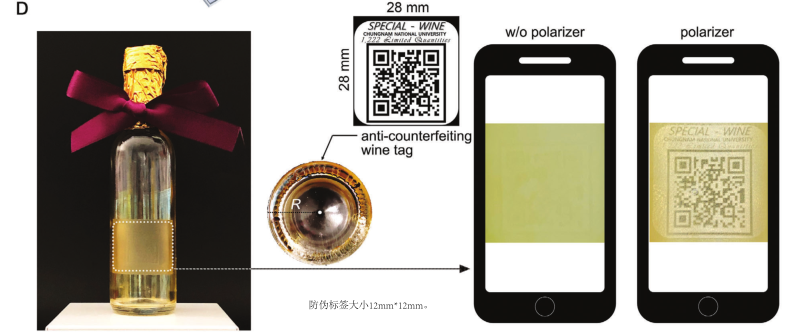 D
28 mm
28 mm
SPECIAL - WINE
CHUNGNAM NATIONAL UNIVERSITY
1,222 Limited Quantities
anti-counterfeiting
wine tag
R
w/o polarizer
polarizer
SPECIAL - WINE
CHUNGNAM NATIONAL UNIVERSITY
防伪标签大小12mm*12mm。